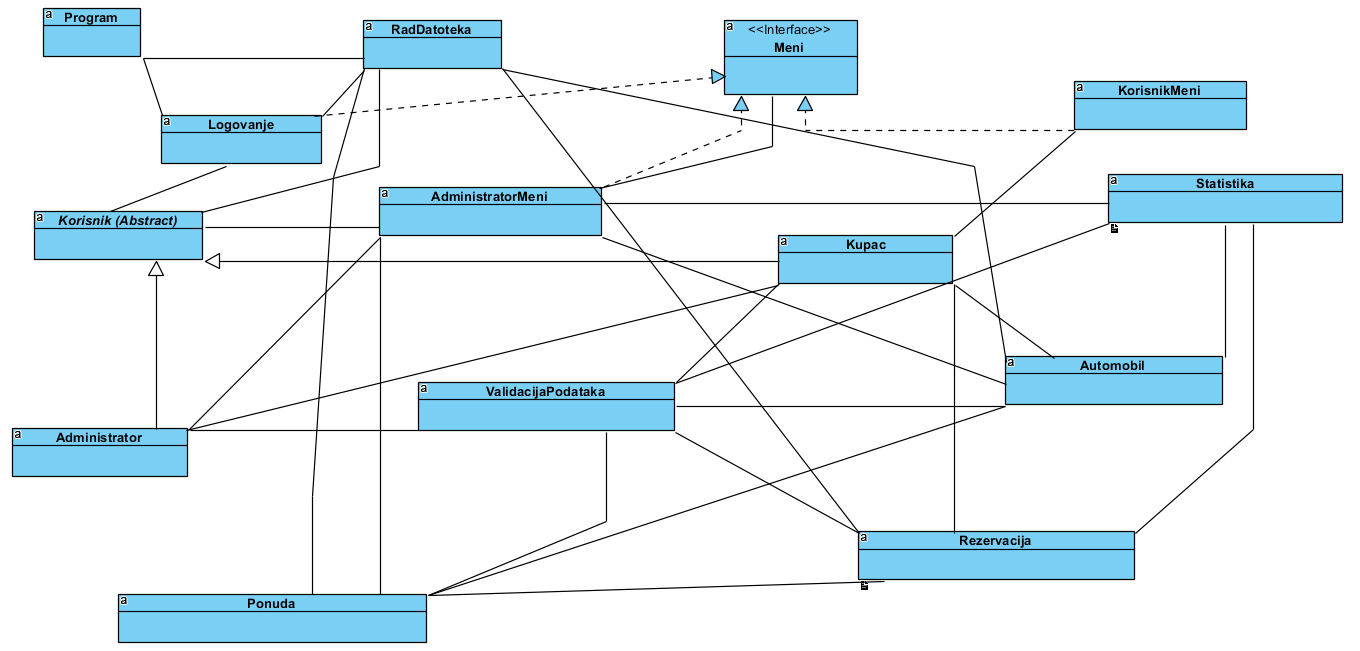 a
Program
a
RadDatoteka
a
<<Interface>>
Meni
a
KorisnikMeni
a
Logovanje
a
Statistika
a
AdministratorMeni
a
Korisnik (Abstract)
a
Kupac
a
Automobil
a
ValidacijaPodataka
a
Administrator
a
Rezervacija
a
Ponuda